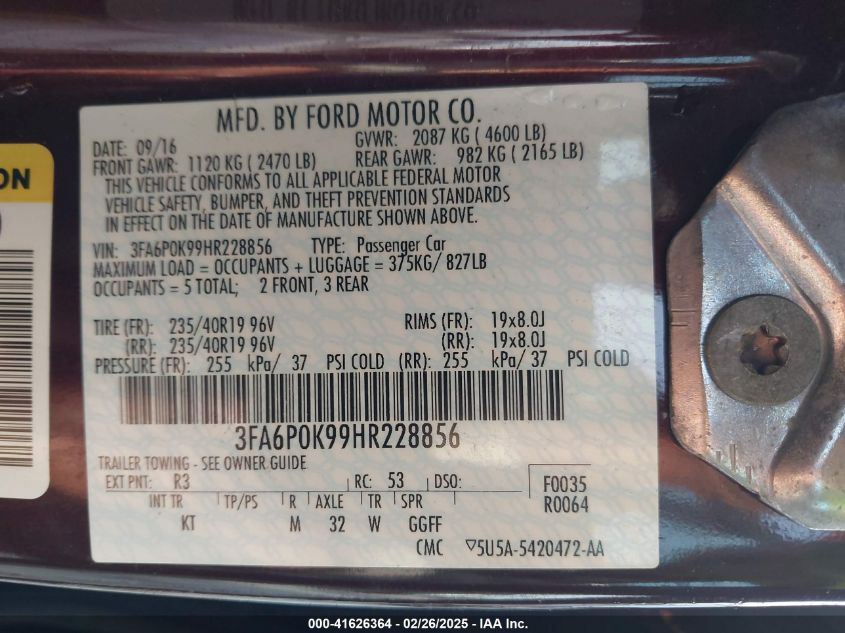 MFD. BY FORD MOTOR CO.
DATE: 09/16 GVWR: 2087 KG ( 4600 LB)
FRONT GAWR: 1120 KG ( 2470 LB) REAR GAWR: 982 KG ( 2165 LB)
THIS VEHICLE CONFORMS TO ALL APPLICABLE FEDERAL MOTOR
VEHICLE SAFETY, BUMPER, AND THEFT PREVENTION STANDARDS
IN EFFECT ON THE DATE OF MANUFACTURE SHOWN ABOVE.
VIN: 3FA6P0K99HR228856 TYPE: Passenger Car
MAXIMUM LOAD = OCCUPANTS + LUGGAGE = 375KG/ 827LB
OCCUPANTS = 5 TOTAL; 2 FRONT, 3 REAR
TIRE (FR): 235/40R19 96V RIMS (FR): 19x8.0J
(RR): 235/40R19 96V (RR): 19x8.0J
PRESSURE (FR): 255 kPa/ 37 PSI COLD (RR): 255 kPa/ 37 PSI COLD
3FA6P0K99HR228856
TRAILER TOWING - SEE OWNER GUIDE
EXT PNT: R3 RC: 53 DSO: F0035
INT TR TP/PS R AXLE TR SPR R0064
KT M 32 W GGFF
CMC ▽5U5A-5420472-AA
ON
000-41626364 - 02/26/2025 - IAA Inc.